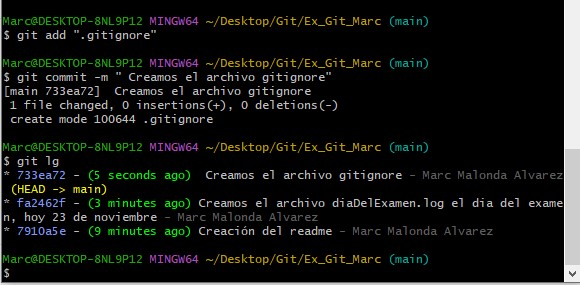 Marc@DESKTOP-8NL9P12 MINGW64 ~/Desktop/Git/Ex_Git_Marc (main)
$ git add ".gitignore"
Marc@DESKTOP-8NL9P12 MINGW64 ~/Desktop/Git/Ex_Git_Marc (main)
$ git commit -m " Creamos el archivo gitignore"
[main 733ea72]  Creamos el archivo gitignore
 1 file changed, 0 insertions(+), 0 deletions(-)
 create mode 100644 .gitignore
Marc@DESKTOP-8NL9P12 MINGW64 ~/Desktop/Git/Ex_Git_Marc (main)
$ git lg
* 733ea72 - (5 seconds ago)  Creamos el archivo gitignore - Marc Malonda Alvarez
 (HEAD -> main)
* fa2462f - (3 minutes ago) Creamos el archivo diaDelExamen.log el dia del exame
n, hoy 23 de noviembre - Marc Malonda Alvarez
* 7910a5e - (9 minutes ago) Creación del readme - Marc Malonda Alvarez
Marc@DESKTOP-8NL9P12 MINGW64 ~/Desktop/Git/Ex_Git_Marc (main)
$